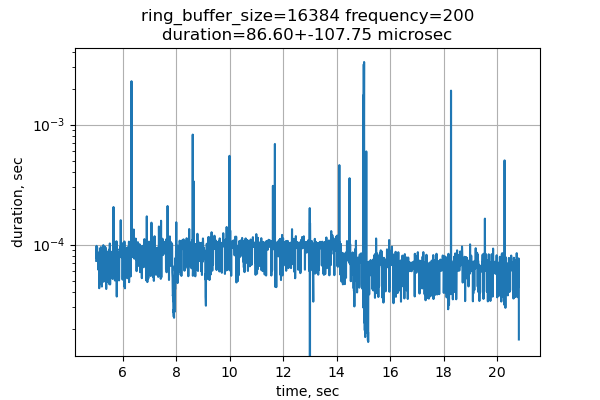 ring_buffer_size=16384 frequency=200
duration=86.60+-107.75 microsec
duration, sec
10⁻³
10⁻⁴
6 8 10 12 14 16 18 20
time, sec